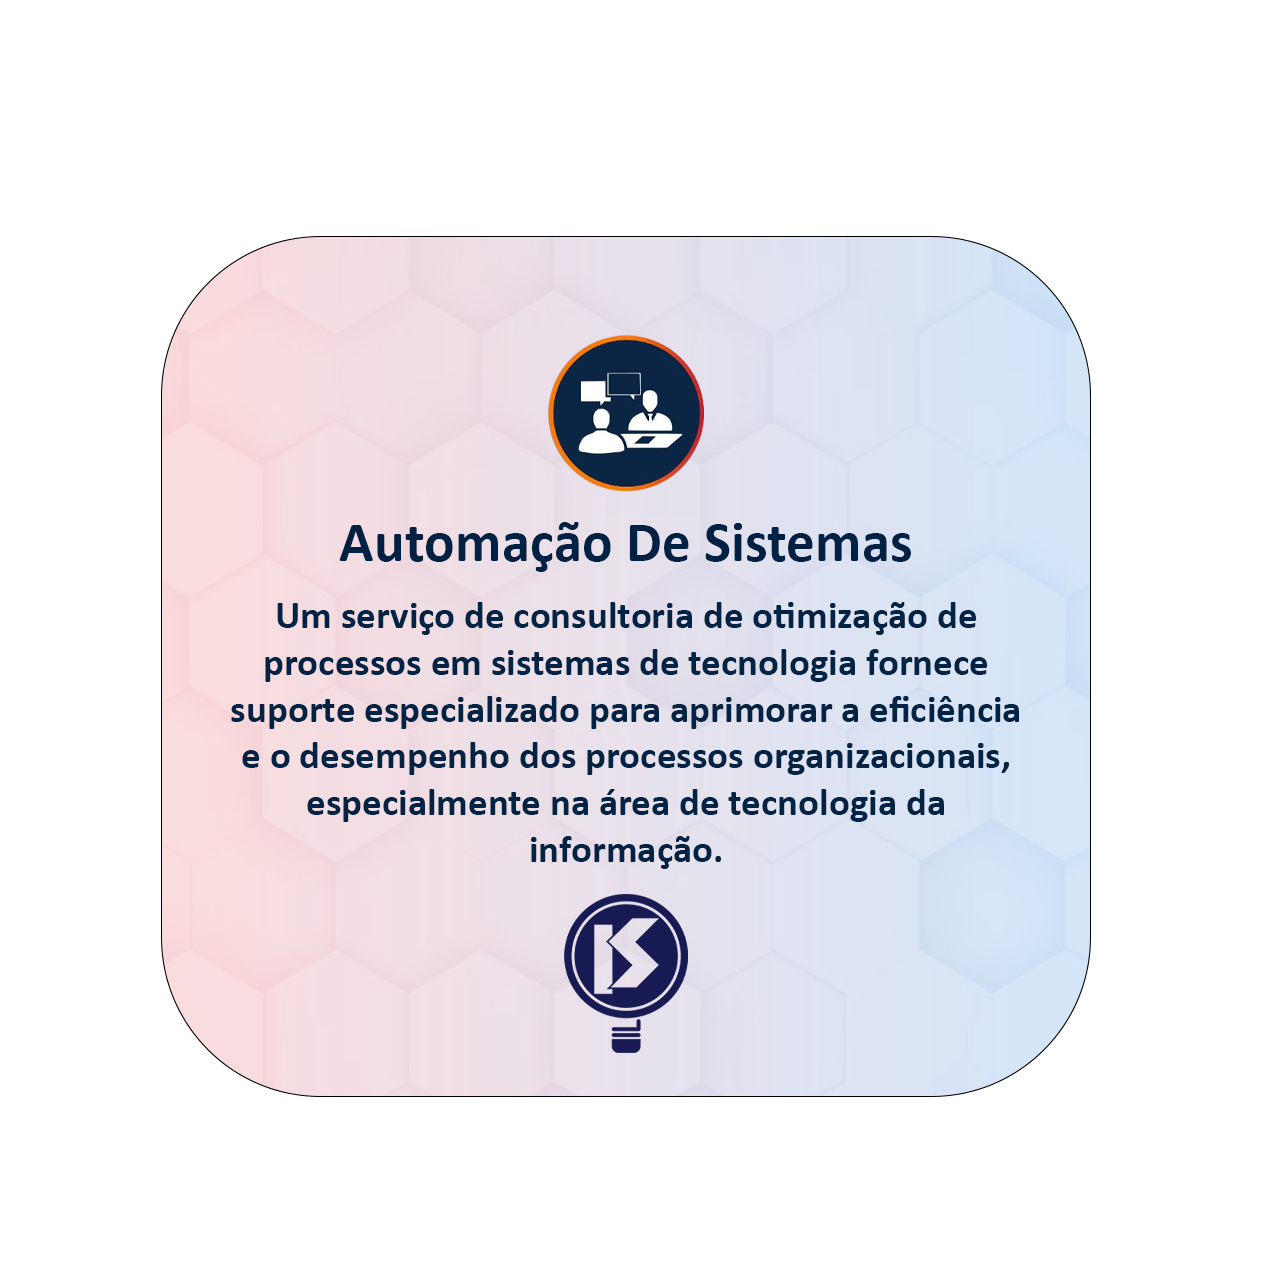 Automação De Sistemas
Um serviço de consultoria de otimização de
processos em sistemas de tecnologia fornece
suporte especializado para aprimorar a eficiência
e o desempenho dos processos organizacionais,
especialmente na área de tecnologia da
informação.